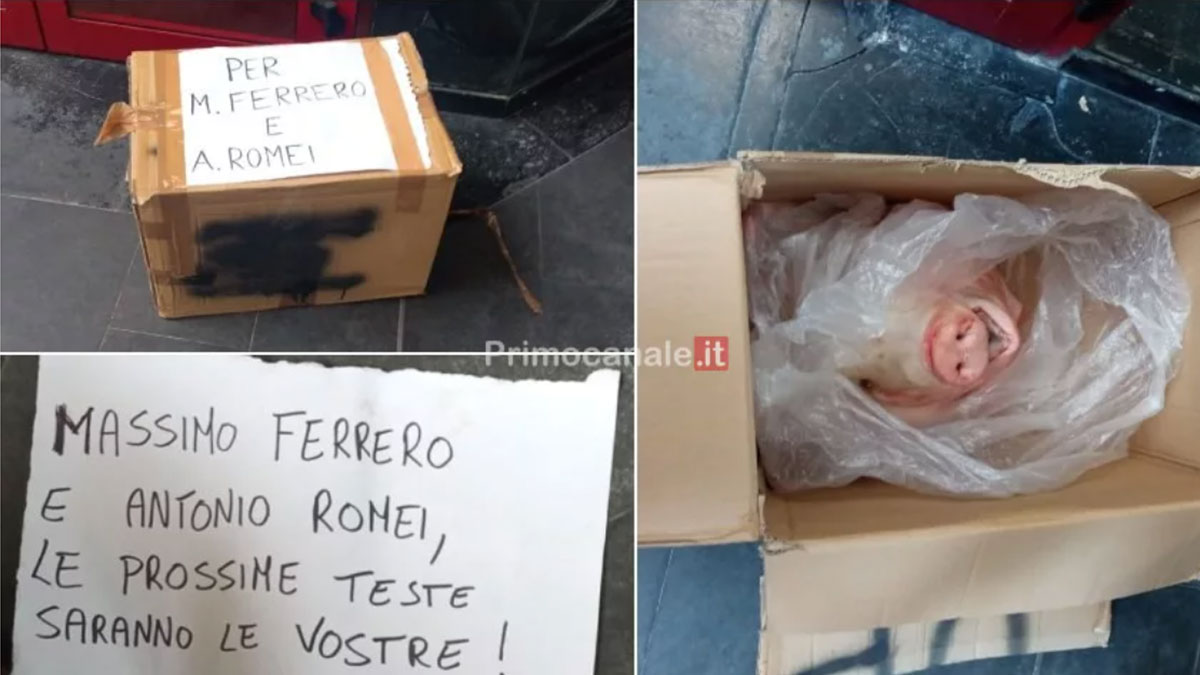 PER
M. FERRERO
E
A. ROMEI
MASSIMO FERRERO
E ANTONIO ROMEI,
LE PROSSIME TESTE
SARANNO LE VOSTRE!
Primocanale.it